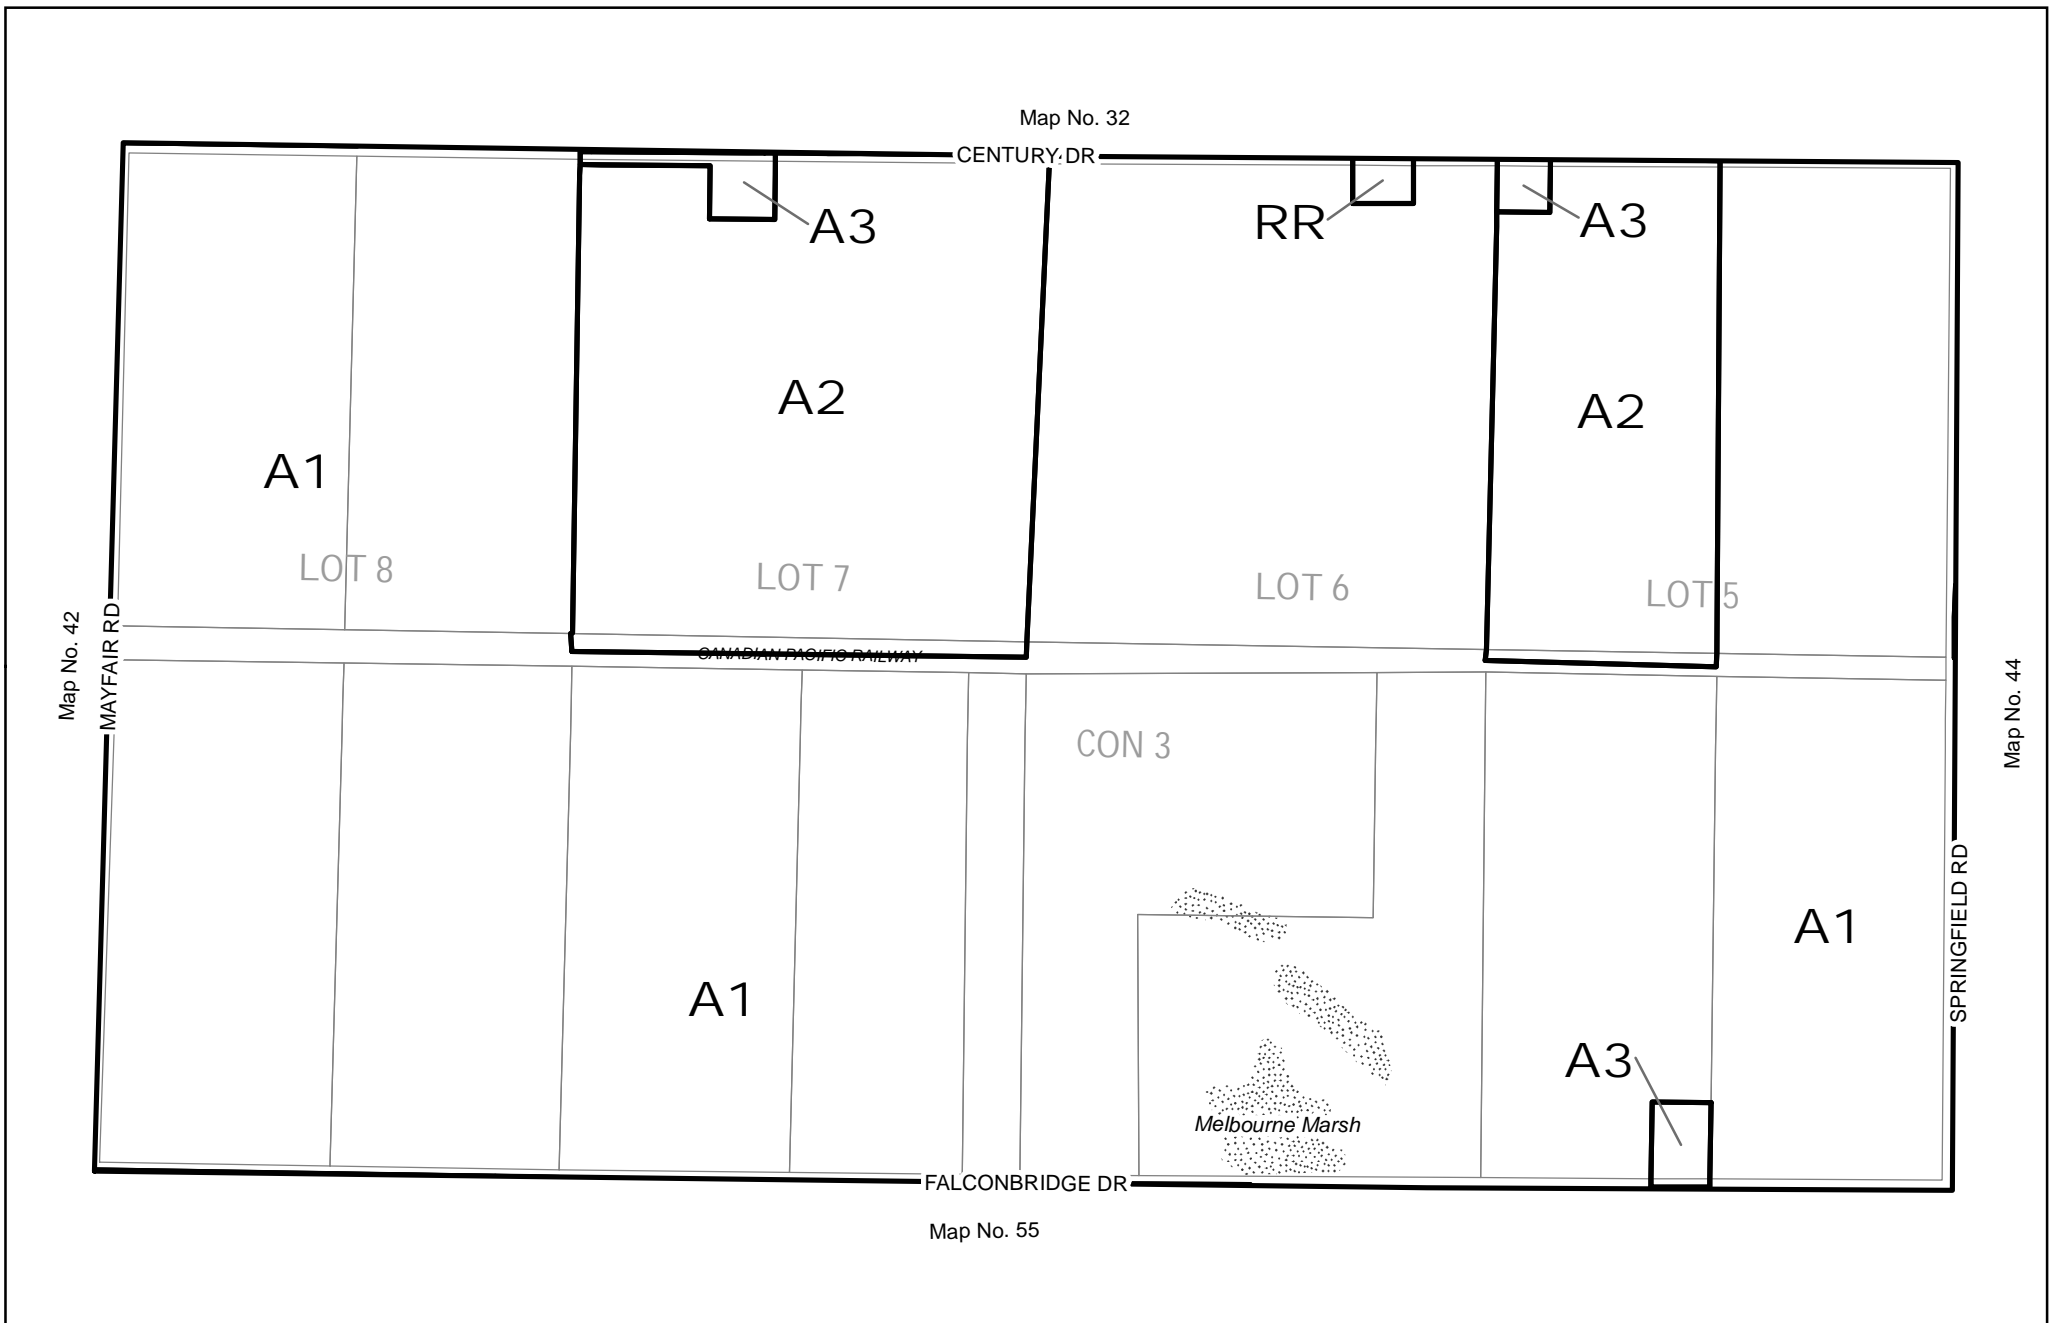 Map No. 32
CENTURY DR
A3
RR
A3
A2
A2
A1
LOT 8
LOT 7
LOT 6
LOT 5
Map No. 42
MAYFAIR RD
CANADIAN PACIFIC RAILWAY
Map No. 44
CON 3
SPRINGFIELD RD
A1
A1
A3
Melbourne Marsh
FALCONBRIDGE DR
Map No. 55